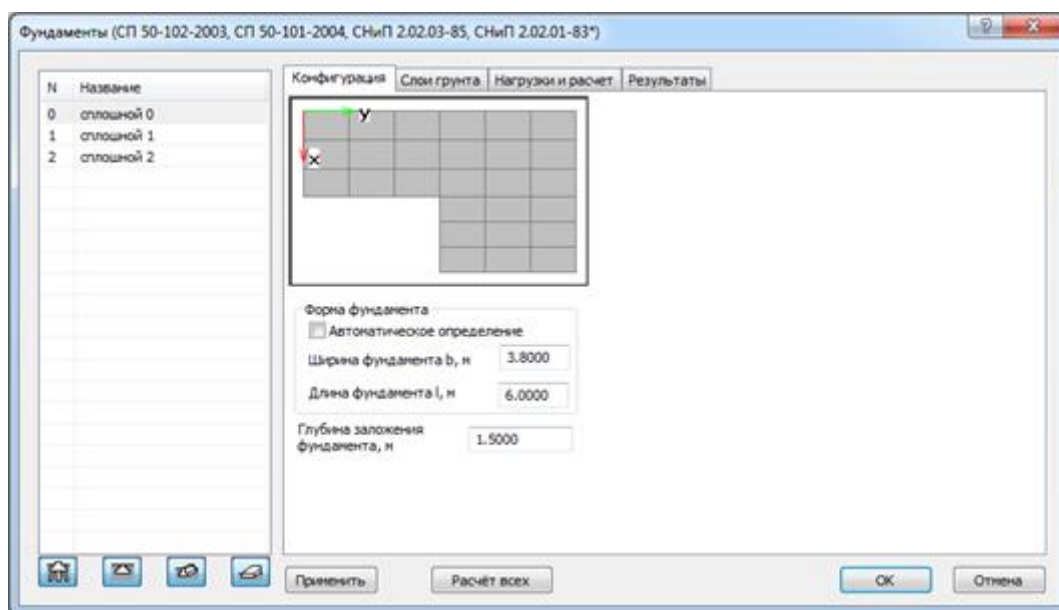 Фундаменты (СП 50-102-2003, СП 50-101-2004, СНиП 2.02.03-85, СНиП 2.02.01-83*)
N Название
0 сплошной 0
1 сплошной 1
2 сплошной 2
Конфигурация Слои грунта Нагрузки и расчет Результаты
y
x
Форма фундамента
Автоматическое определение
Ширина фундамента b, м 3.8000
Длина фундамента l, м 6.0000
Глубина заложения
фундамента, м 1.5000
Применить Расчёт всех OK Отмена